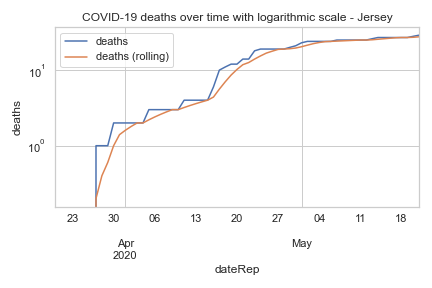 COVID-19 deaths over time with logarithmic scale - Jersey
deaths
deaths (rolling)
deaths
10¹
10⁰
23 30 06 13 20 27 04 11 18
Apr May
2020
dateRep